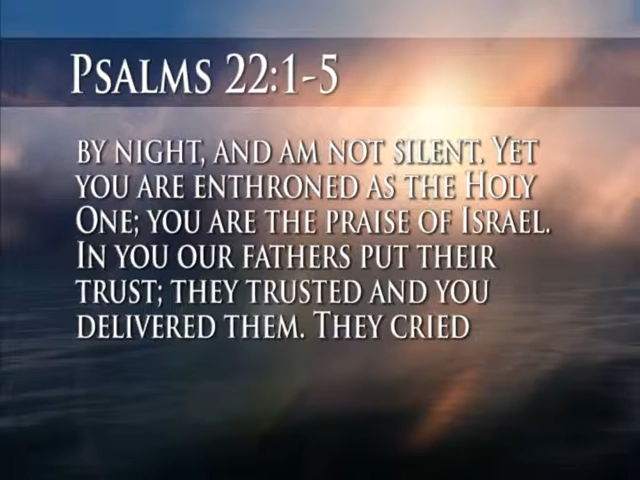 Psalms 22:1-5
by night, and am not silent. Yet
you are enthroned as the Holy
One; you are the praise of Israel.
In you our fathers put their
trust; they trusted and you
delivered them. They cried